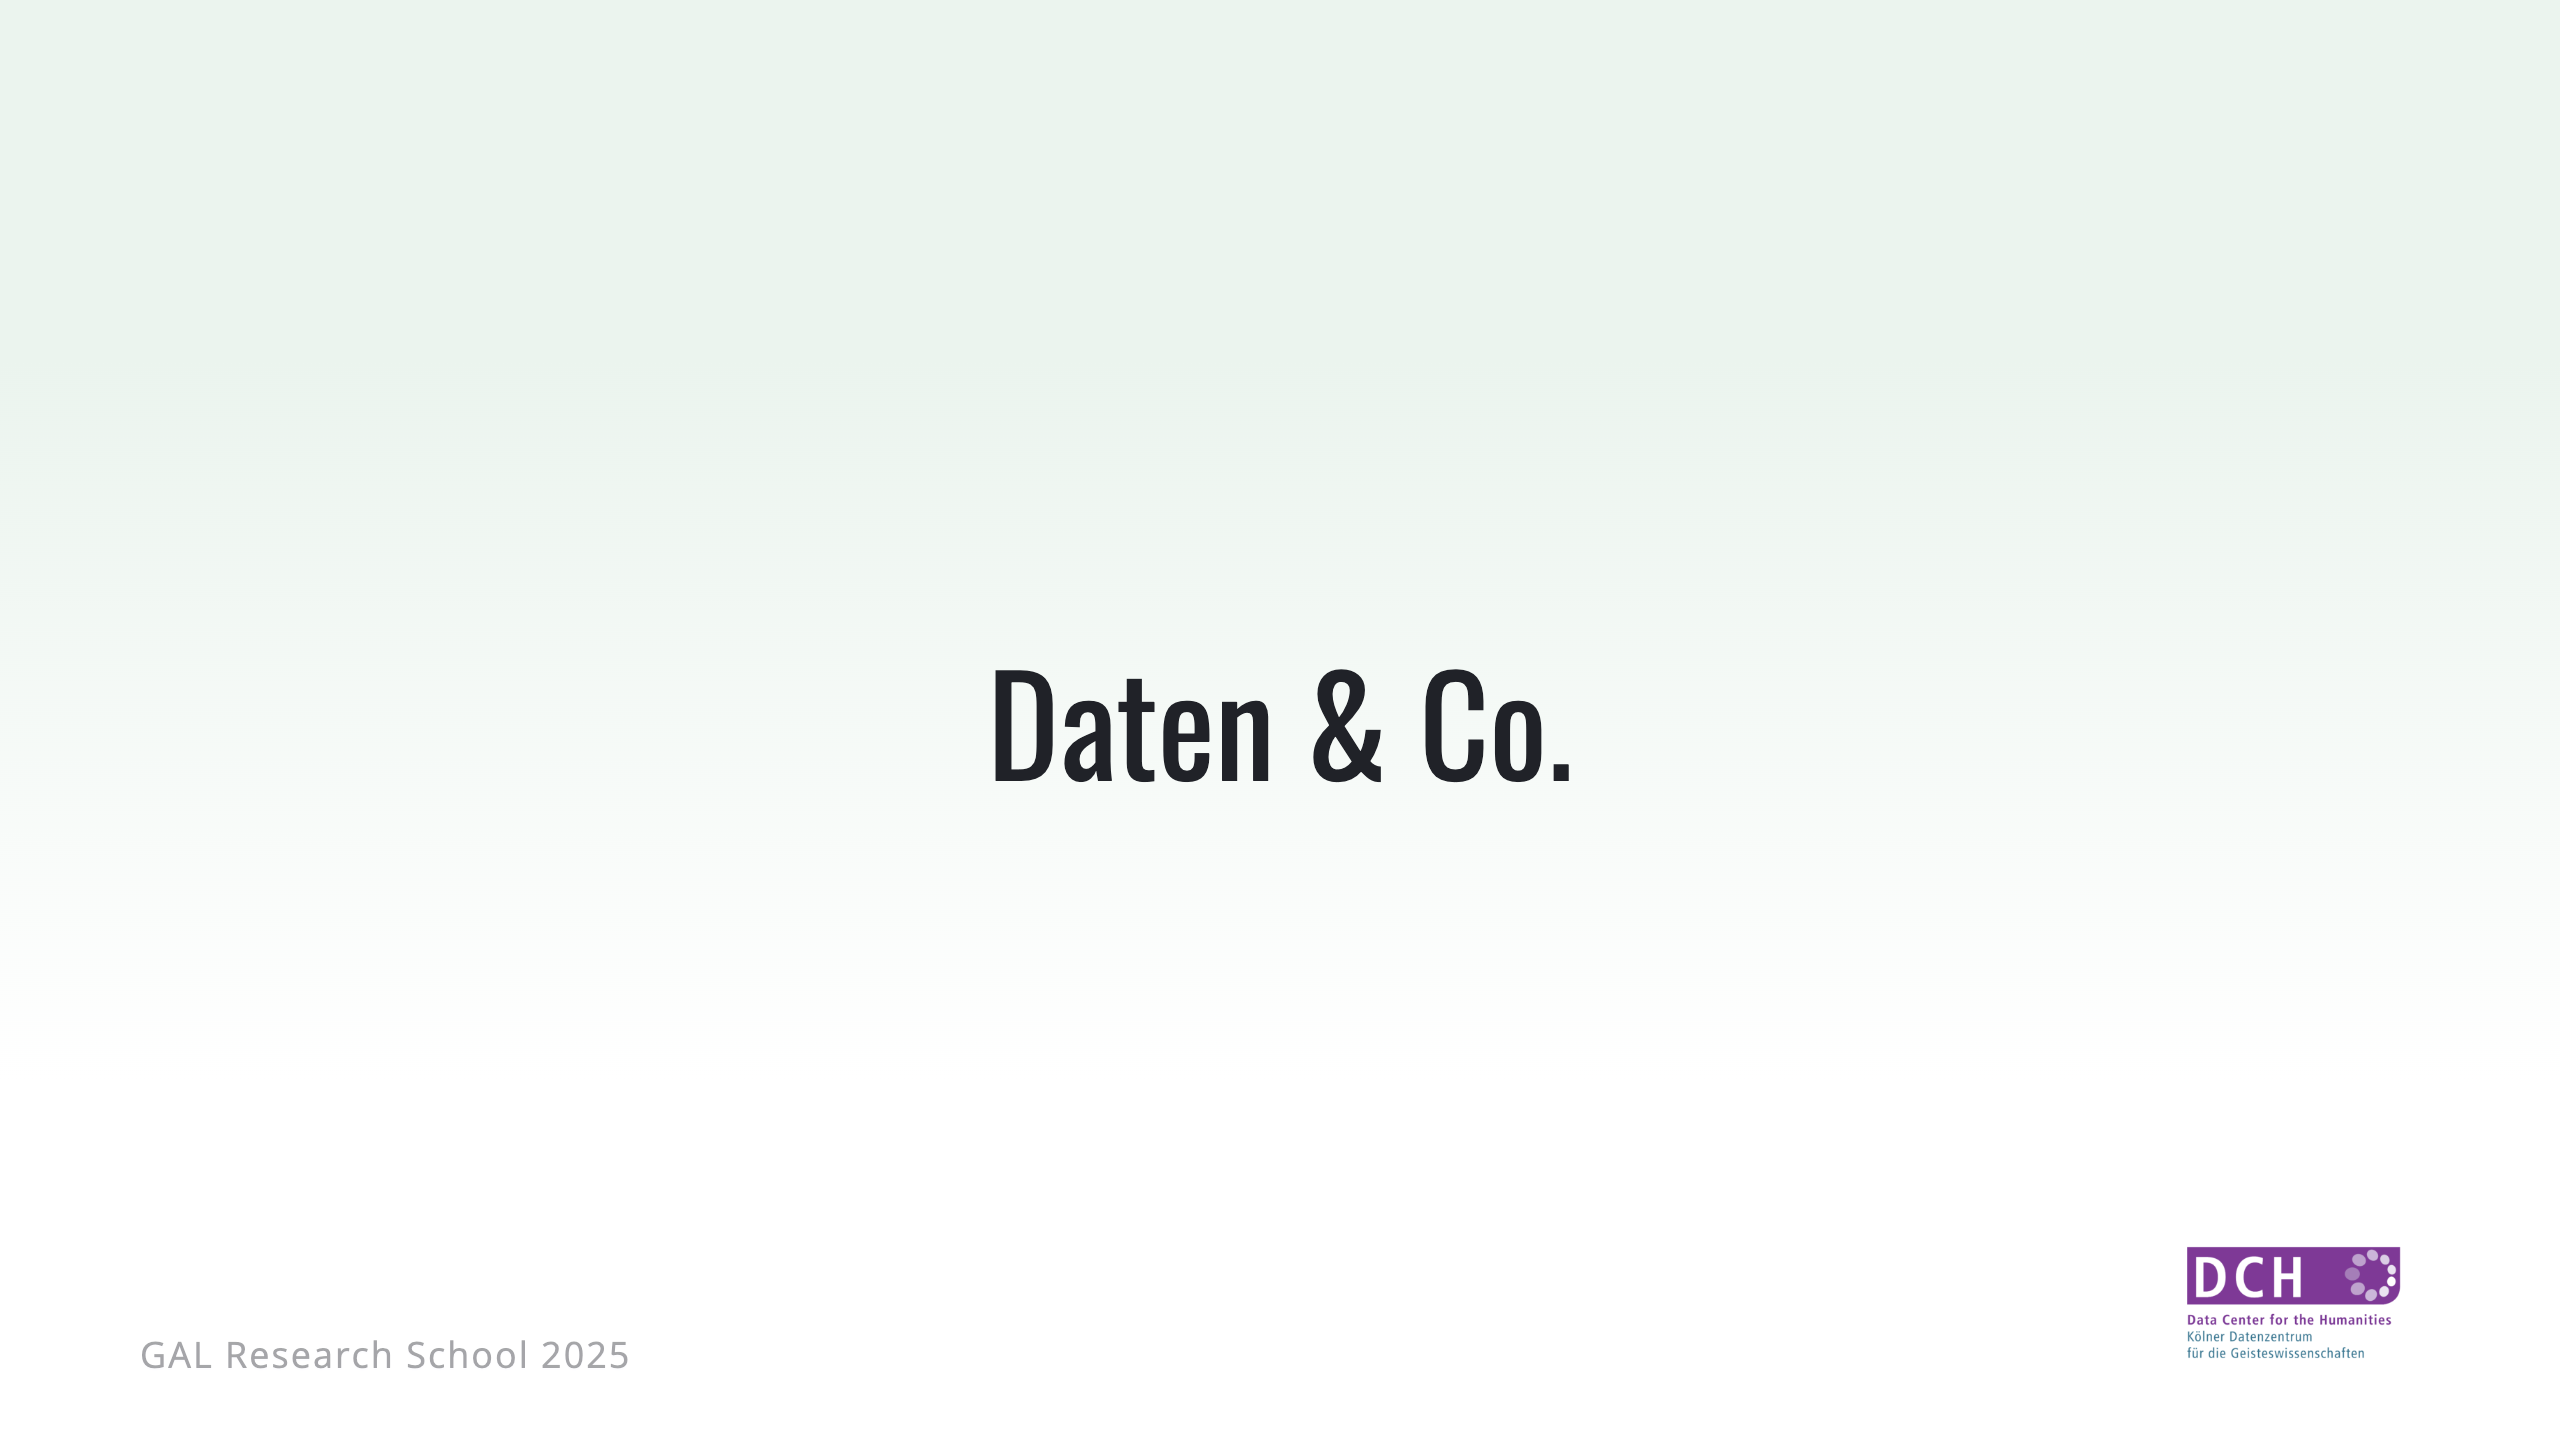 Daten & Co.
DCH
Data Center for the Humanities
Kölner Datenzentrum
für die Geisteswissenschaften
GAL Research School 2025